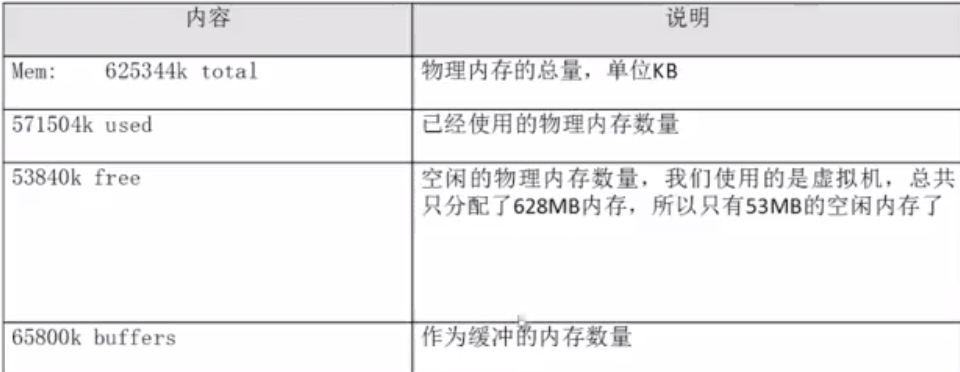 内容 说明
Mem: 625344k total 物理内存的总量，单位KB
571504k used 已经使用的物理内存数量
53840k free 空闲的物理内存数量，我们使用的是虚拟机，总共
只分配了628MB内存，所以只有53MB的空闲内存了
65800k buffers 作为缓冲的内存数量